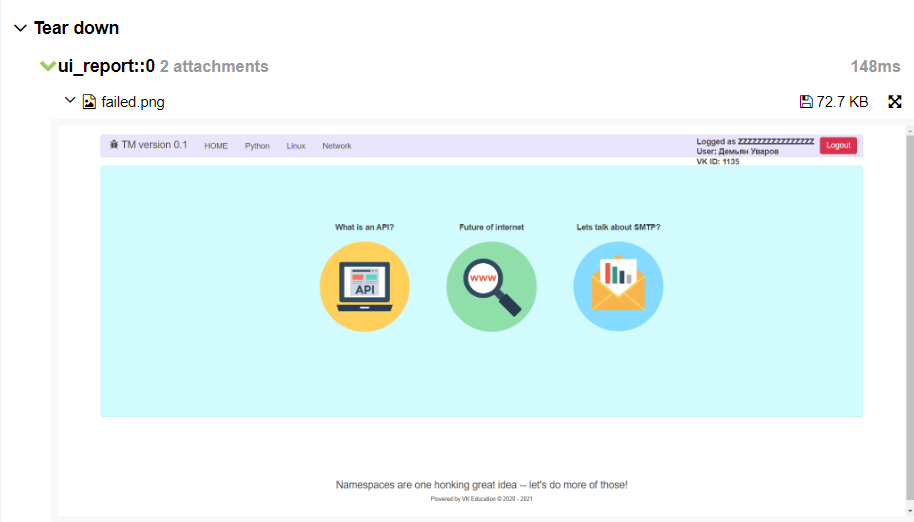 Tear down
ui_report::0 2 attachments 148ms
failed.png 72.7 KB
TM version 0.1 HOME Python Linux Network
Logged as ZZZZZZZZZZZZZZZZ
User: Демьян Уваров
VK ID: 1135
Logout
What is an API? Future of internet Lets talk about SMTP?
API
WWW
Namespaces are one honking great idea -- let's do more of those!
Powered by VK Education © 2020 - 2021